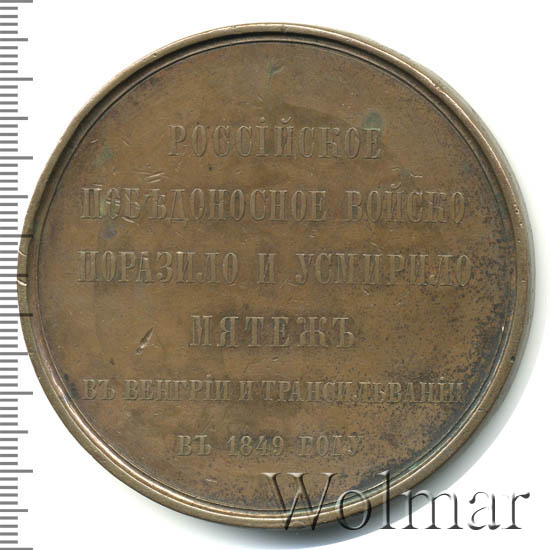 РОССІЙСКОЕ
ПОБѢДОНОСНОЕ ВОЙСКО
ПОРАЗИЛО И УСМИРИЛО
МЯТЕЖЪ
ВЪ ВЕНГРІИ И ТРАНСИЛЬВАНІИ
ВЪ 1849 ГОДУ
Wolmar